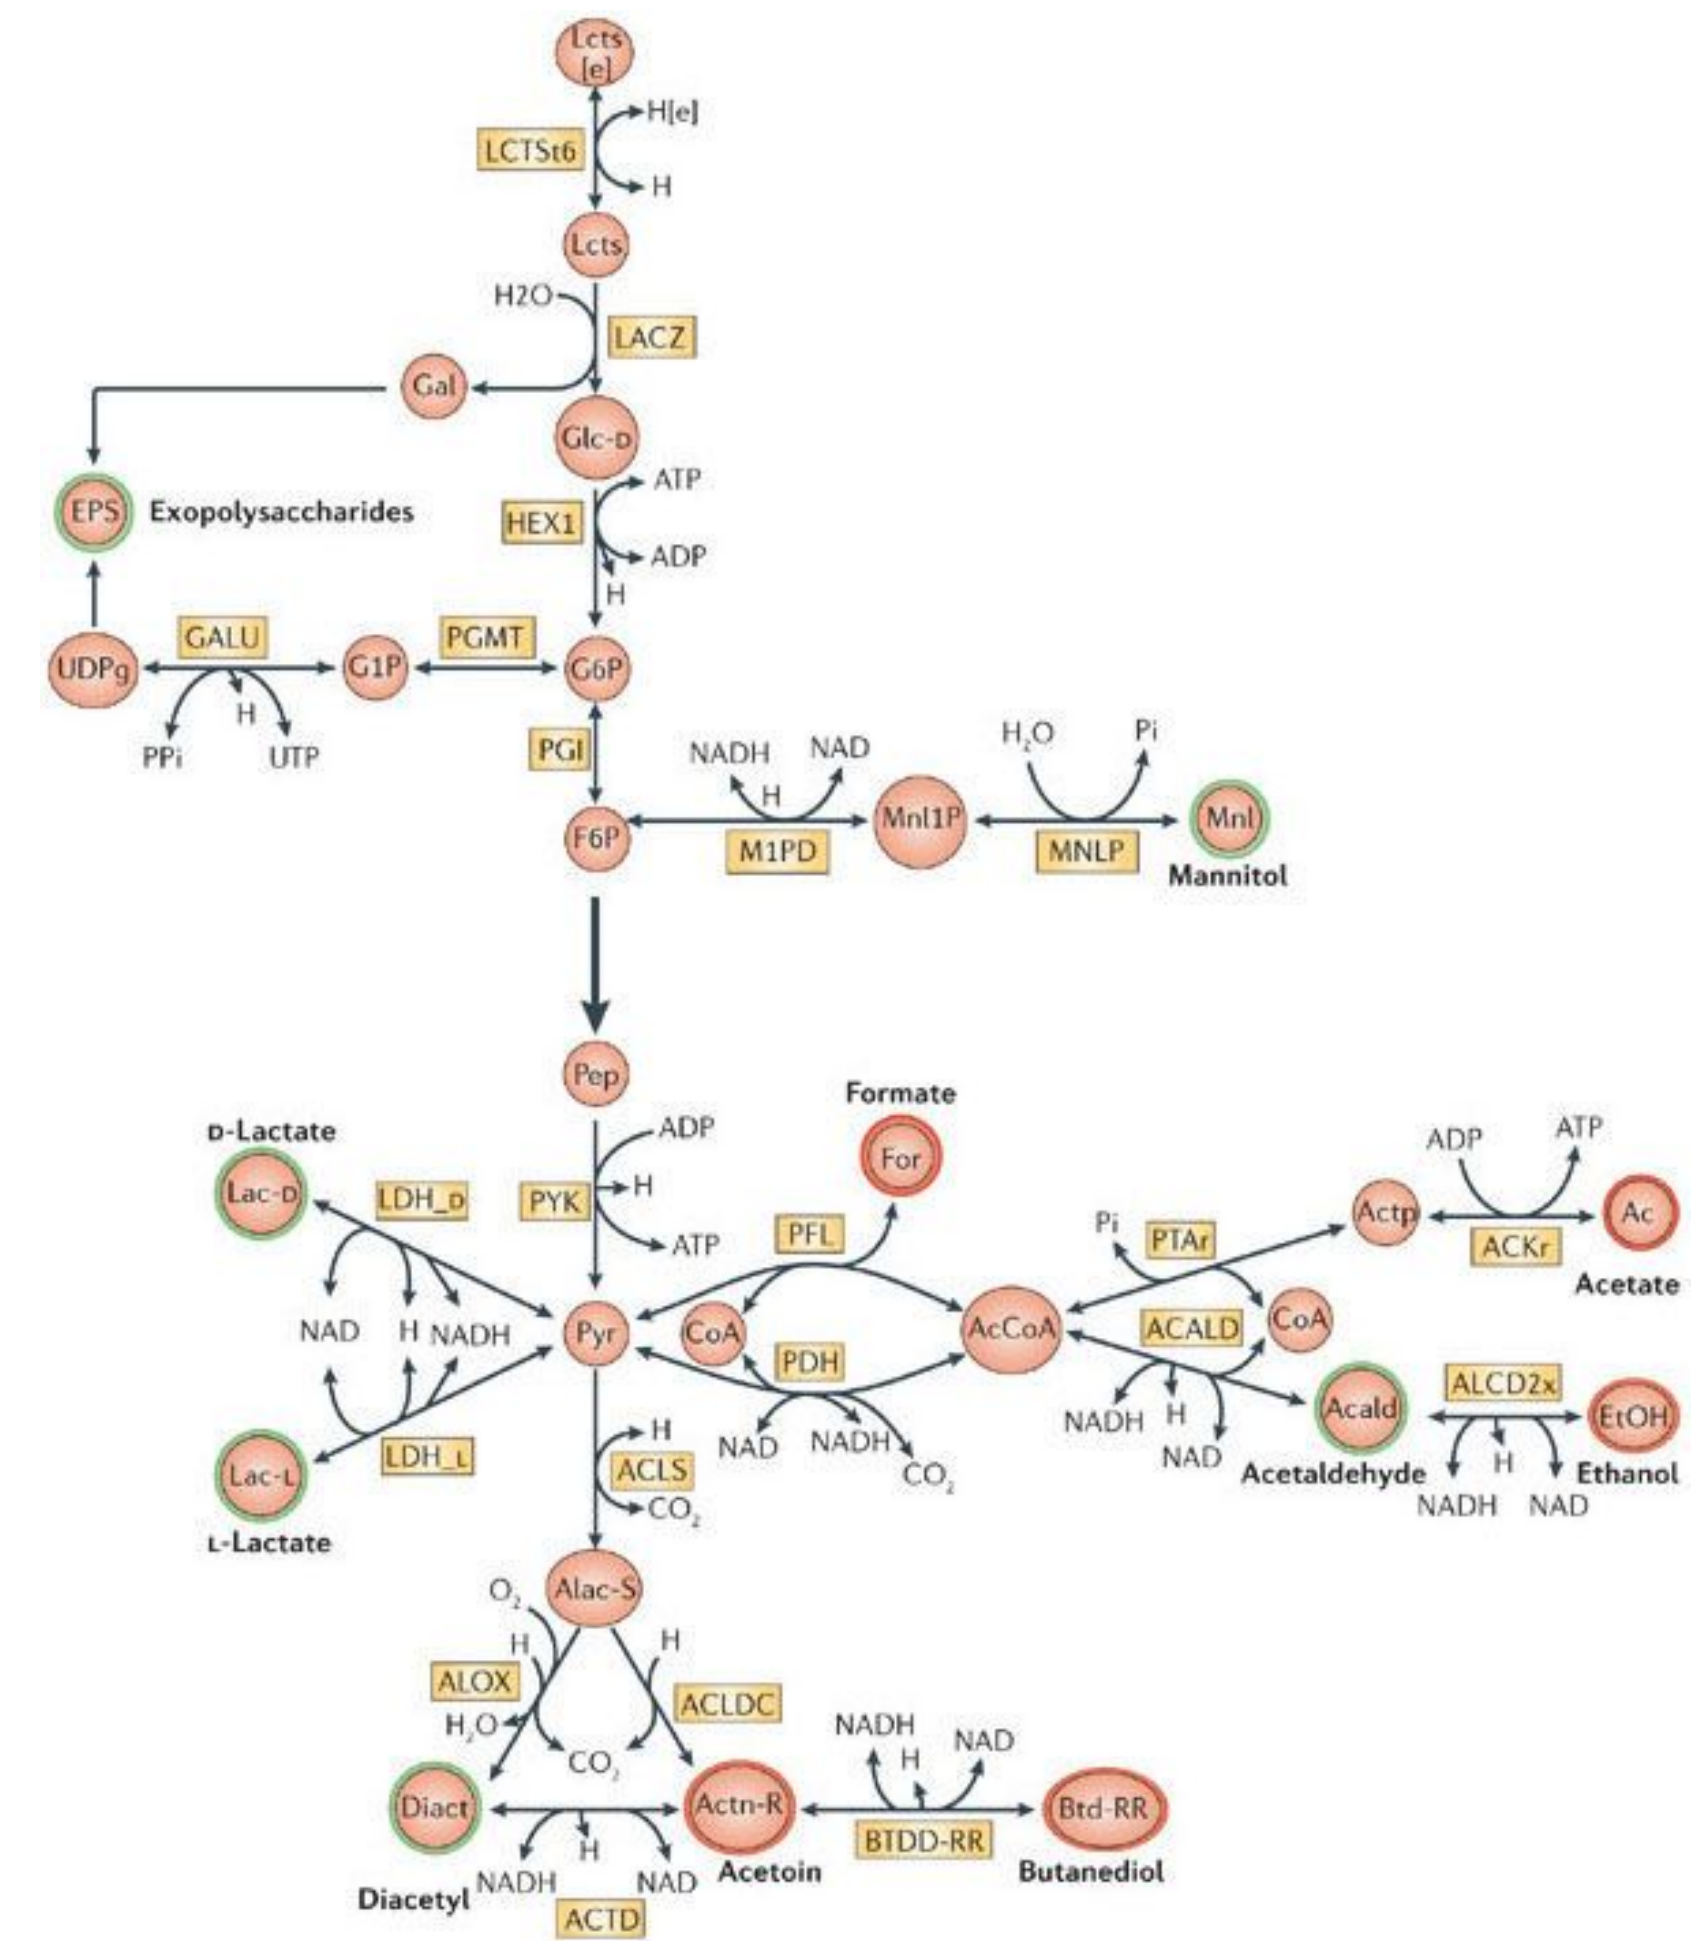 Lcts
[e]
H[e]
LCTSt6
H
Lcts
H2O
LACZ
Gal
Glc-D
ATP
HEX1
ADP
H
EPS
Exopolysaccharides
GALU
PGMT
UDPg
G1P
G6P
H
PPi
UTP
PGI
NADH
NAD
H
H₂O
Pi
F6P
M1PD
Mnl1P
MNLP
Mnl
Mannitol
Pep
ADP
H
PYK
ATP
Formate
For
D-Lactate
Lac-D
LDH_D
NAD
H
NADH
PFL
Pyr
CoA
AcCoA
PDH
NAD
NADH
CO₂
Pi
PTAr
Actp
ADP
ATP
ACKr
Ac
Acetate
ACALD
CoA
NADH
H
NAD
Acald
Acetaldehyde
ALCD2x
EtOH
Ethanol
NADH
H
NAD
LDH_L
Lac-L
L-Lactate
H
ACLS
CO₂
Alac-S
O₂
H
H
ALOX
ACLDC
H₂O
CO₂
Diact
Diacetyl
NADH
H
NAD
ACTD
Actn-R
Acetoin
NADH
H
NAD
BTDD-RR
Btd-RR
Butanediol